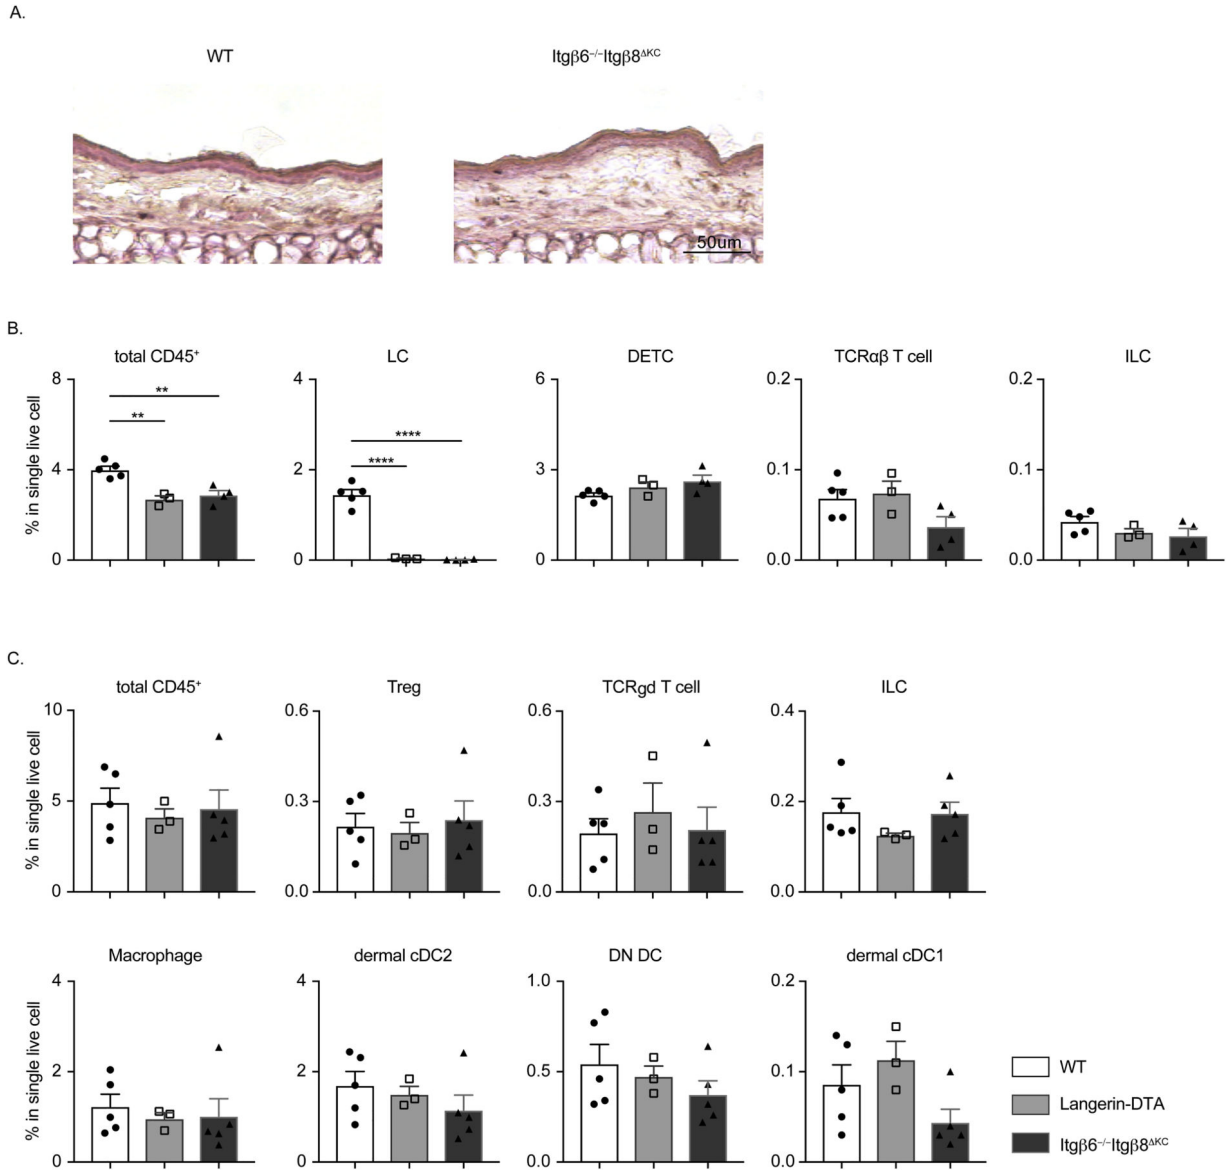 A.
WT
Itgβ6⁻/⁻Itgβ8ᐞᴷᶜ
50um
B.
total CD45⁺
LC
DETC
TCRαβ T cell
ILC
% in single live cell
8
4
0
**
**
4
2
0
****
****
6
3
0
0.2
0.1
0.0
0.2
0.1
0.0
C.
total CD45⁺
Treg
TCRgd T cell
ILC
% in single live cell
10
5
0
0.6
0.3
0.0
0.6
0.3
0.0
0.4
0.2
0.0
Macrophage
dermal cDC2
DN DC
dermal cDC1
% in single live cell
4
2
0
4
2
0
1.0
0.5
0.0
0.2
0.1
0.0
WT
Langerin-DTA
Itgβ6⁻/⁻Itgβ8ᐞᴷᶜ